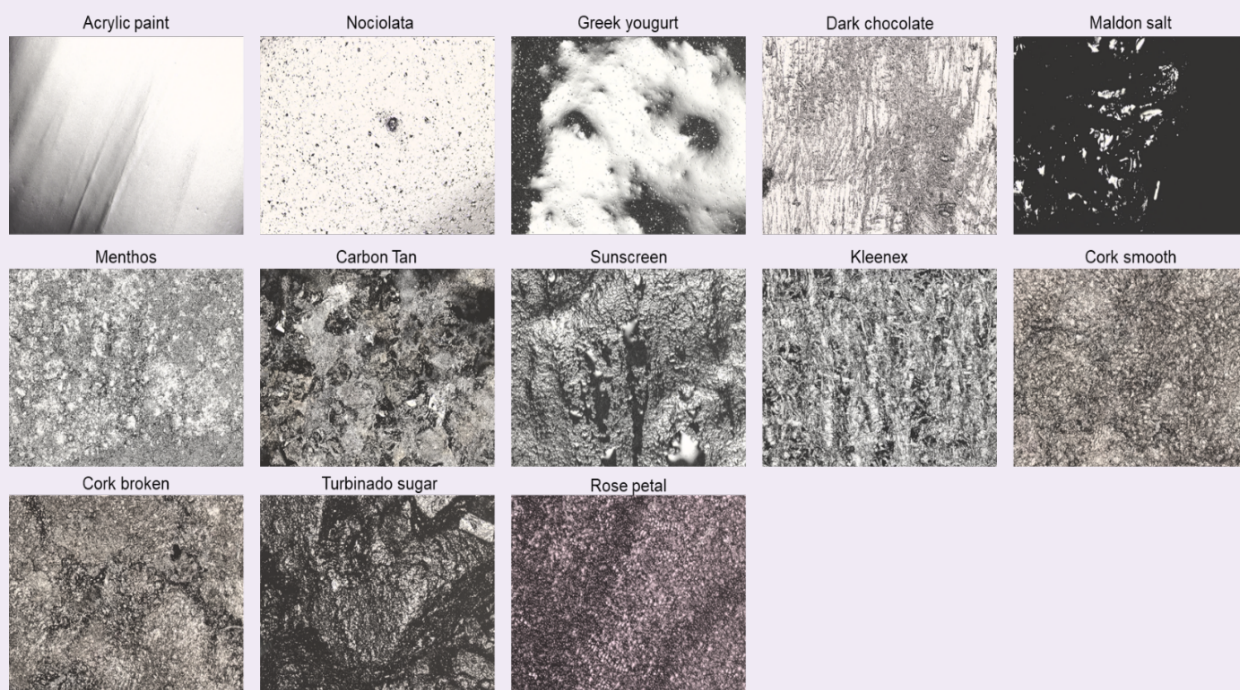 Acrylic paint
Nociolata
Greek yougurt
Dark chocolate
Maldon salt
Menthos
Carbon Tan
Sunscreen
Kleenex
Cork smooth
Cork broken
Turbinado sugar
Rose petal